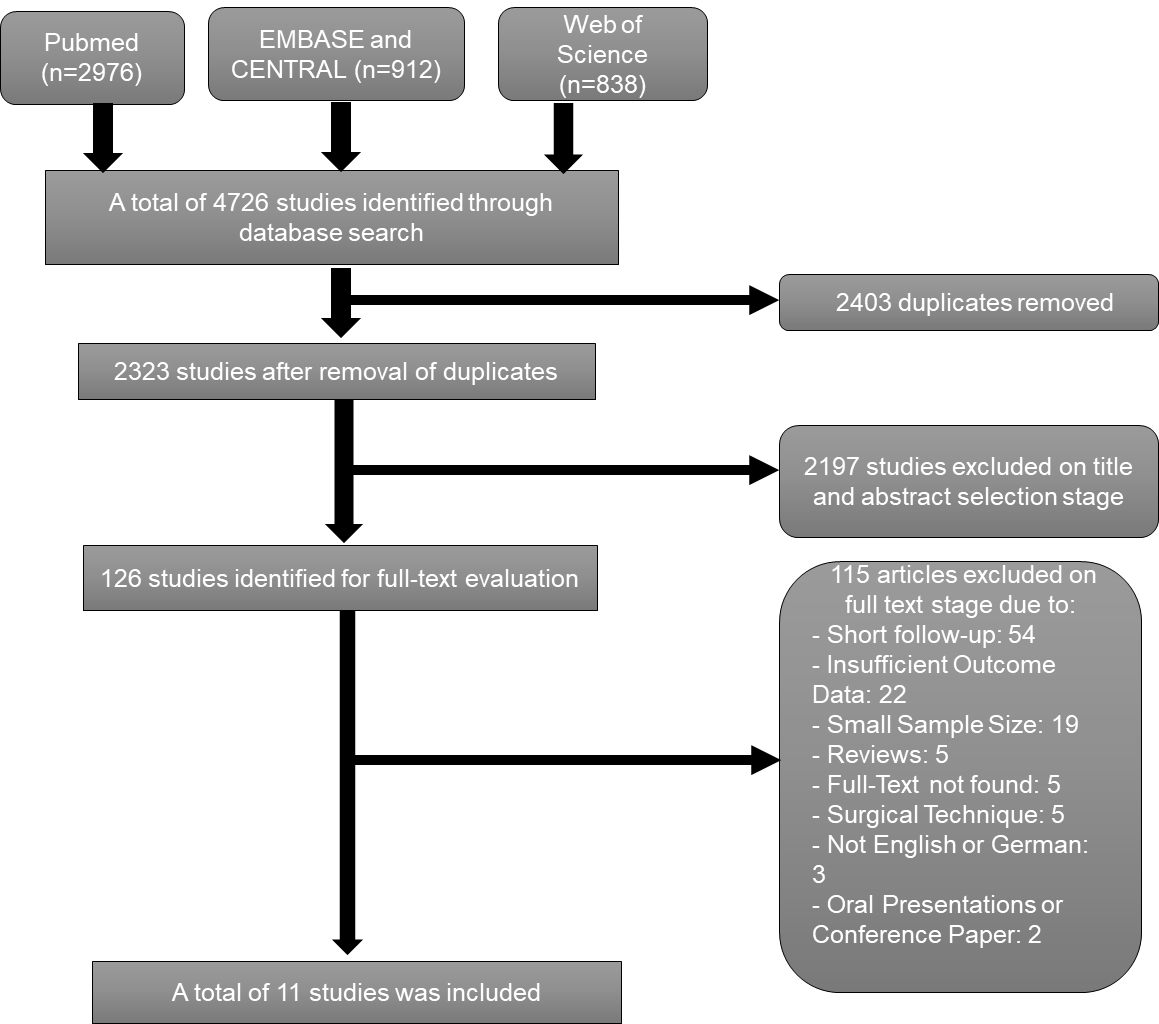 Pubmed
(n=2976)
EMBASE and
CENTRAL (n=912)
Web of
Science
(n=838)
A total of 4726 studies identified through
database search
2403 duplicates removed
2323 studies after removal of duplicates
2197 studies excluded on title
and abstract selection stage
126 studies identified for full-text evaluation
115 articles excluded on
full text stage due to:
- Short follow-up: 54
- Insufficient Outcome
Data: 22
- Small Sample Size: 19
- Reviews: 5
- Full-Text not found: 5
- Surgical Technique: 5
- Not English or German:
3
- Oral Presentations or
Conference Paper: 2
A total of 11 studies was included